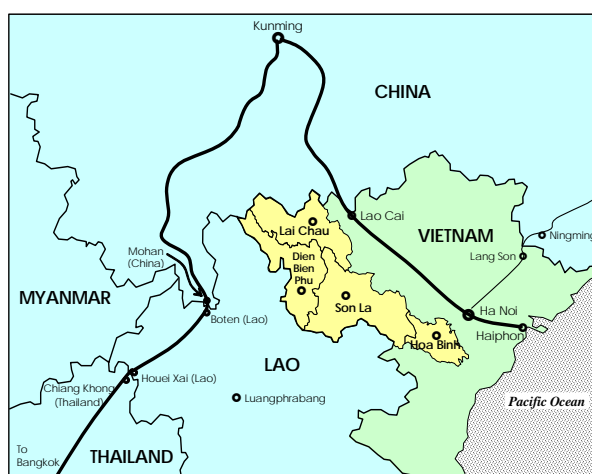 Kunming
CHINA
Lao Cai
Lai Chau
VIETNAM
Ningming
Lang Son
Mohan
(China)
Dien
Bien
Phu
MYANMAR
Son La
Ha Noi
Boten (Lao)
Haiphon
Hoa Binh
LAO
Houei Xai (Lao)
Chiang Khong
(Thailand)
Luangphrabang
Pacific Ocean
To
Bangkok
THAILAND